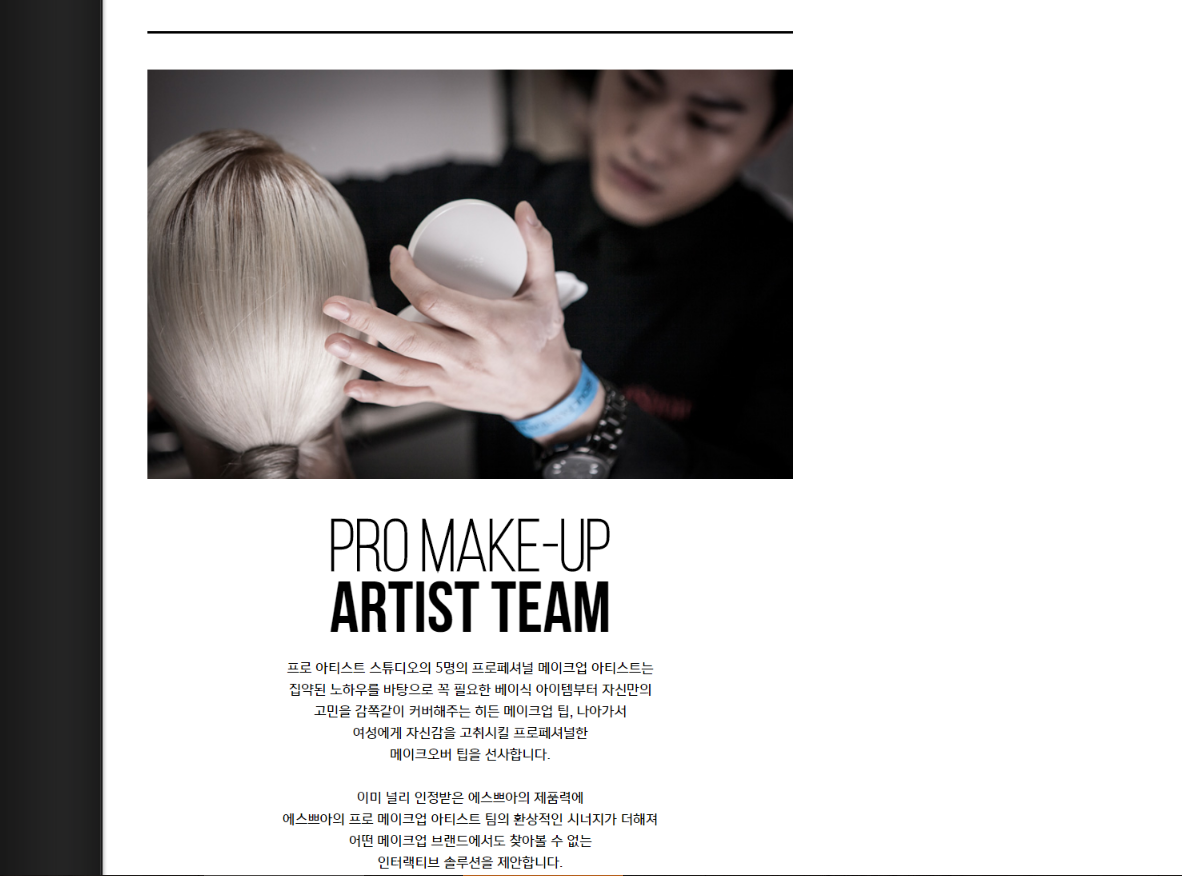 PRO MAKE-UP
ARTIST TEAM
프로 아티스트 스튜디오의 5명의 프로페셔널 메이크업 아티스트는
집약된 노하우를 바탕으로 꼭 필요한 베이식 아이템부터 자신만의
고민을 감쪽같이 커버해주는 히든 메이크업 팁, 나아가서
여성에게 자신감을 고취시킬 프로페셔널한
메이크오버 팁을 선사합니다.
이미 널리 인정받은 에스쁘아의 제품력에
에스쁘아의 프로 메이크업 아티스트 팀의 환상적인 시너지가 더해져
어떤 메이크업 브랜드에서도 찾아볼 수 없는
인터랙티브 솔루션을 제안합니다.